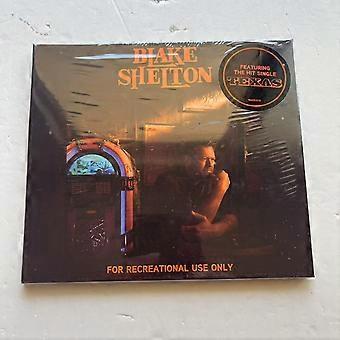 BLAKE
SHELTON
FEATURING
THE HIT SINGLE
TEXAS
FOR RECREATIONAL USE ONLY